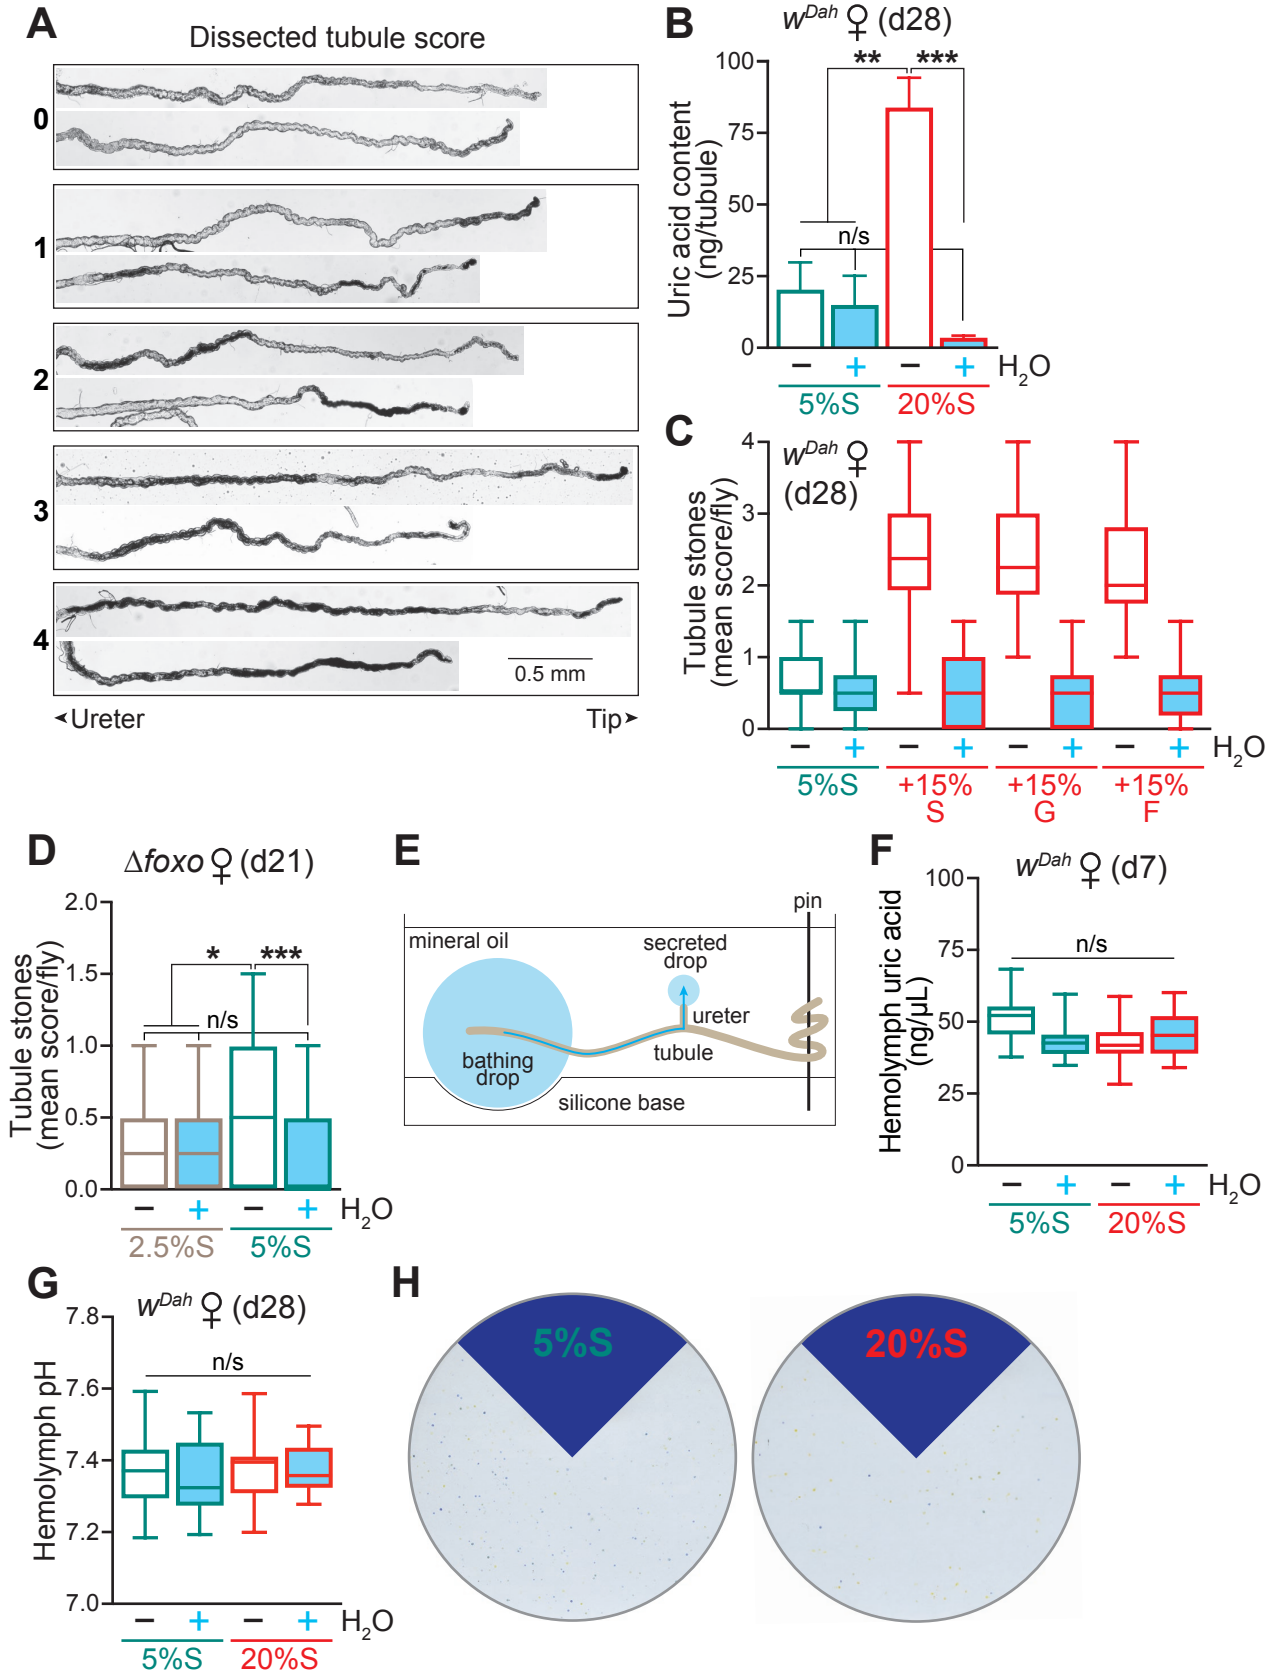 A
Dissected tubule score
0
1
2
3
4
0.5 mm
◄Ureter
Tip►
B
wDah ♀ (d28)
Uric acid content
(ng/tubule)
100
75
50
25
0
** ***
n/s
− + − + H2O
5%S 20%S
C
wDah ♀
(d28)
Tubule stones
(mean score/fly)
4
3
2
1
0
− + − + − + − + H2O
5%S +15% +15% +15%
S G F
D
Δfoxo ♀ (d21)
Tubule stones
(mean score/fly)
2.0
1.5
1.0
0.5
0.0
* ***
n/s
− + − + H2O
2.5%S 5%S
E
pin
mineral oil
secreted
drop
ureter
tubule
bathing
drop
silicone base
F
wDah ♀ (d7)
Hemolymph uric acid
(ng/µL)
100
75
50
25
0
n/s
− + − + H2O
5%S 20%S
G
wDah ♀ (d28)
Hemolymph pH
7.8
7.6
7.4
7.2
7.0
n/s
− + − + H2O
5%S 20%S
H
5%S
20%S